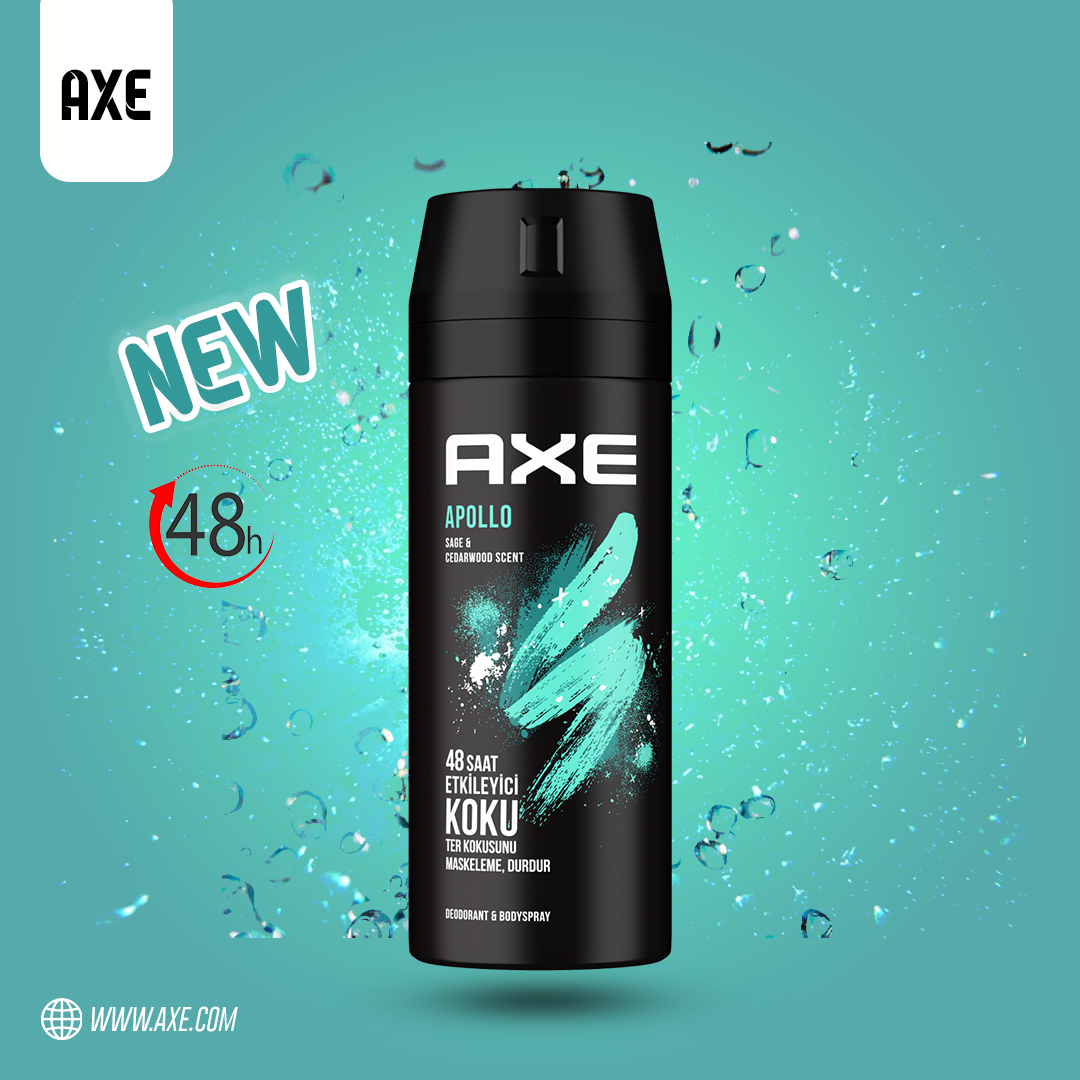 AXE
NEW
48h
AXE
APOLLO
SAGE &
CEDARWOOD SCENT
48 SAAT
ETKİLEYİCİ
KOKU
TER KOKUSUNU
MASKELEME, DURDUR
DEODORANT & BODYSPRAY
WWW.AXE.COM